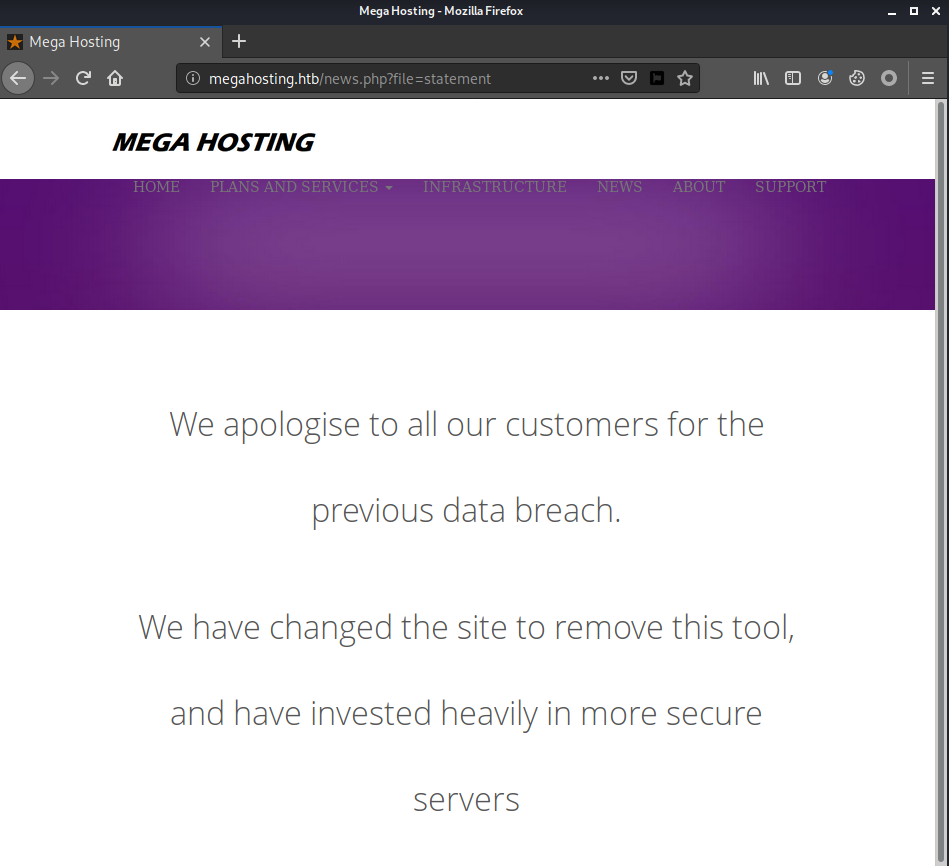 Mega Hosting - Mozilla Firefox
Mega Hosting
megahosting.htb/news.php?file=statement
MEGA HOSTING
HOME PLANS AND SERVICES INFRASTRUCTURE NEWS ABOUT SUPPORT
We apologise to all our customers for the
previous data breach.
We have changed the site to remove this tool,
and have invested heavily in more secure
servers